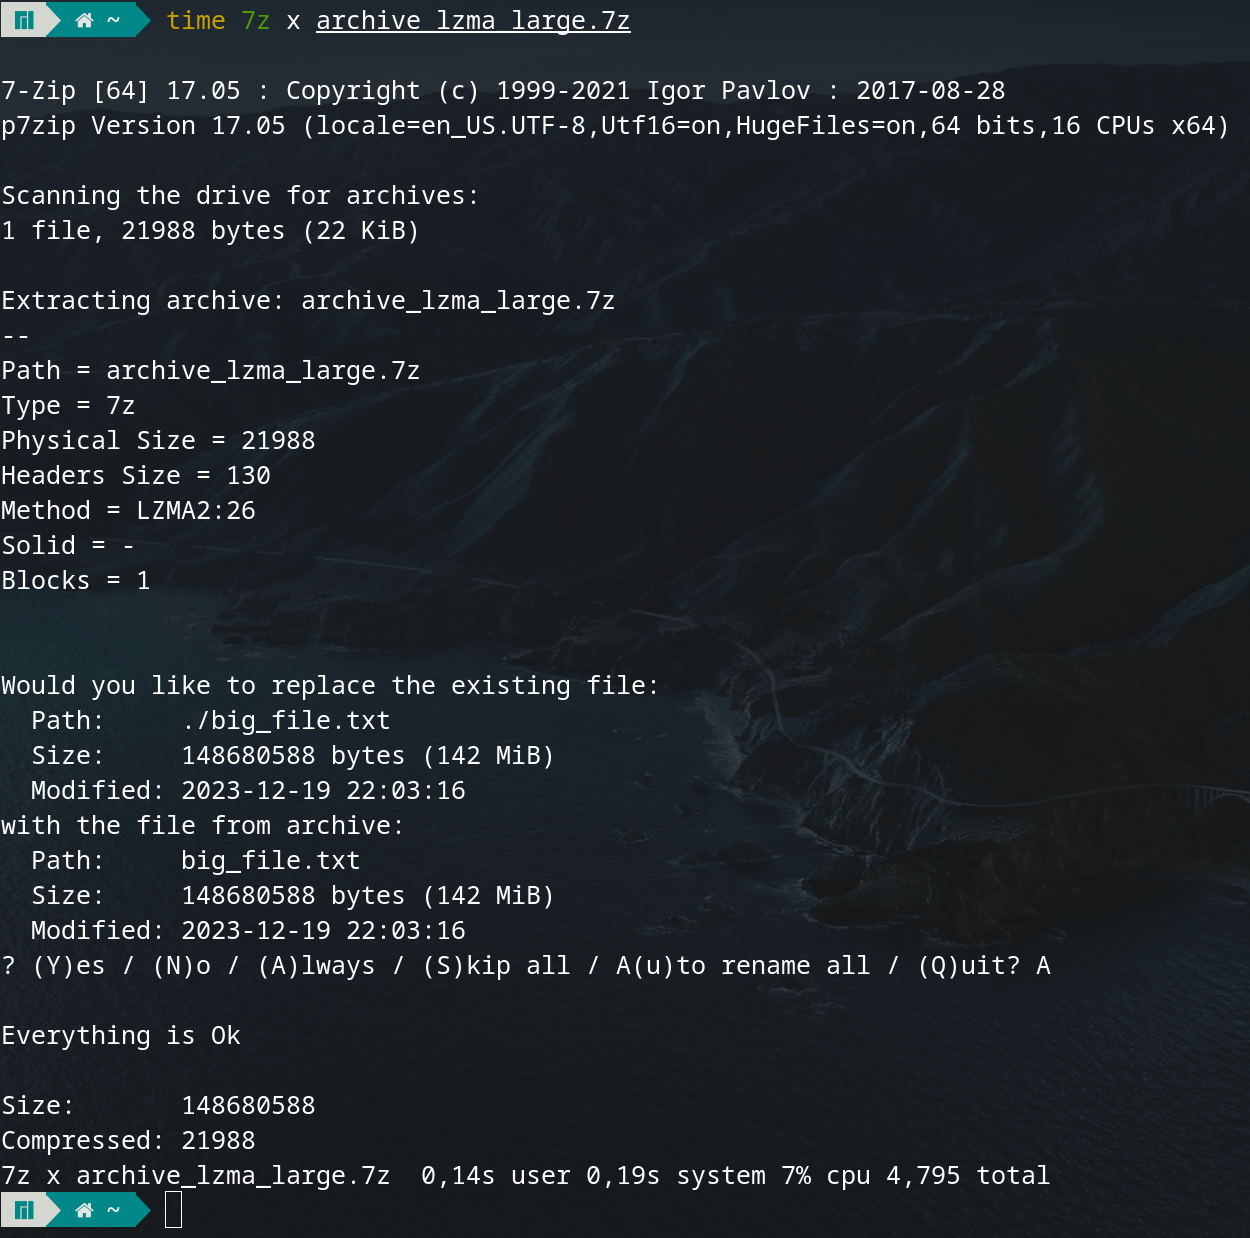 ~ time 7z x archive_lzma_large.7z
7-Zip [64] 17.05 : Copyright (c) 1999-2021 Igor Pavlov : 2017-08-28
p7zip Version 17.05 (locale=en_US.UTF-8,Utf16=on,HugeFiles=on,64 bits,16 CPUs x64)
Scanning the drive for archives:
1 file, 21988 bytes (22 KiB)
Extracting archive: archive_lzma_large.7z
--
Path = archive_lzma_large.7z
Type = 7z
Physical Size = 21988
Headers Size = 130
Method = LZMA2:26
Solid = -
Blocks = 1
Would you like to replace the existing file:
  Path:     ./big_file.txt
  Size:     148680588 bytes (142 MiB)
  Modified: 2023-12-19 22:03:16
with the file from archive:
  Path:     big_file.txt
  Size:     148680588 bytes (142 MiB)
  Modified: 2023-12-19 22:03:16
? (Y)es / (N)o / (A)lways / (S)kip all / A(u)to rename all / (Q)uit? A
Everything is Ok
Size:       148680588
Compressed: 21988
7z x archive_lzma_large.7z  0,14s user 0,19s system 7% cpu 4,795 total
~